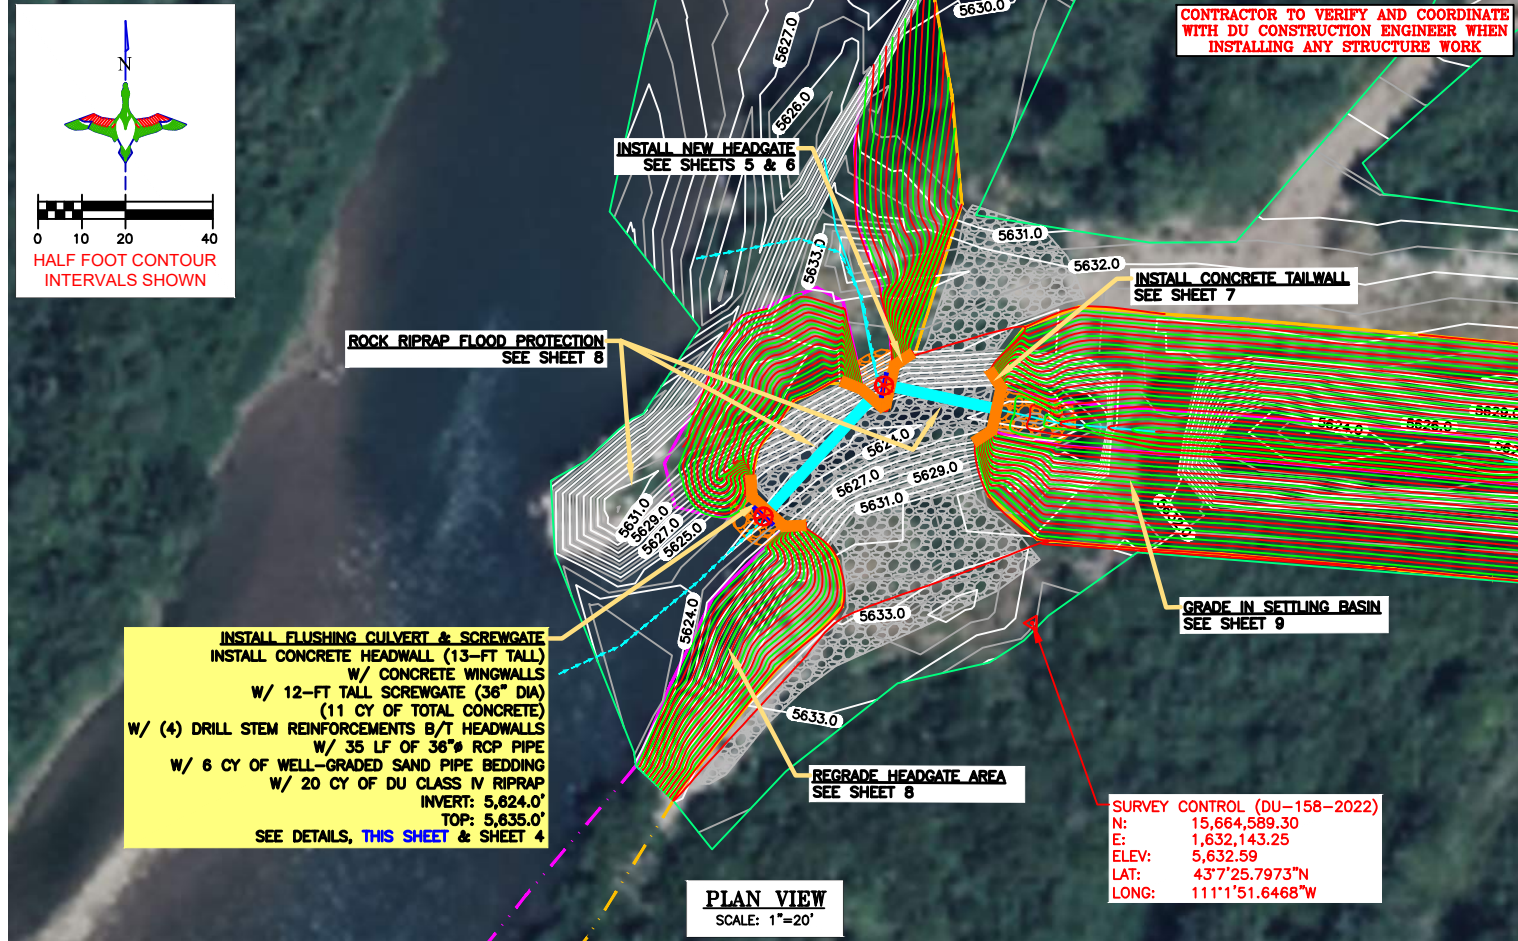 CONTRACTOR TO VERIFY AND COORDINATE
WITH DU CONSTRUCTION ENGINEER WHEN
INSTALLING ANY STRUCTURE WORK
N
0 10 20 40
HALF FOOT CONTOUR
INTERVALS SHOWN
5630.0
5627.0
5626.0
INSTALL NEW HEADGATE
SEE SHEETS 5 & 6
5633.0
5631.0
5632.0
INSTALL CONCRETE TAILWALL
SEE SHEET 7
ROCK RIPRAP FLOOD PROTECTION
SEE SHEET 8
5629.0
5627.0
5631.0
5626.0
5631.0
5629.0
5627.0
5625.0
5624.0
5633.0
5633.0
GRADE IN SETTLING BASIN
SEE SHEET 9
INSTALL FLUSHING CULVERT & SCREWGATE
INSTALL CONCRETE HEADWALL (13-FT TALL)
W/ CONCRETE WINGWALLS
W/ 12-FT TALL SCREWGATE (36" DIA)
(11 CY OF TOTAL CONCRETE)
W/ (4) DRILL STEM REINFORCEMENTS B/T HEADWALLS
W/ 35 LF OF 36"ø RCP PIPE
W/ 6 CY OF WELL-GRADED SAND PIPE BEDDING
W/ 20 CY OF DU CLASS IV RIPRAP
INVERT: 5,624.0'
TOP: 5,635.0'
SEE DETAILS, THIS SHEET & SHEET 4
REGRADE HEADGATE AREA
SEE SHEET 8
SURVEY CONTROL (DU-158-2022)
N: 15,664,589.30
E: 1,632,143.25
ELEV: 5,632.59
LAT: 43°7'25.7973"N
LONG: 111°1'51.6468"W
PLAN VIEW
SCALE: 1"=20'